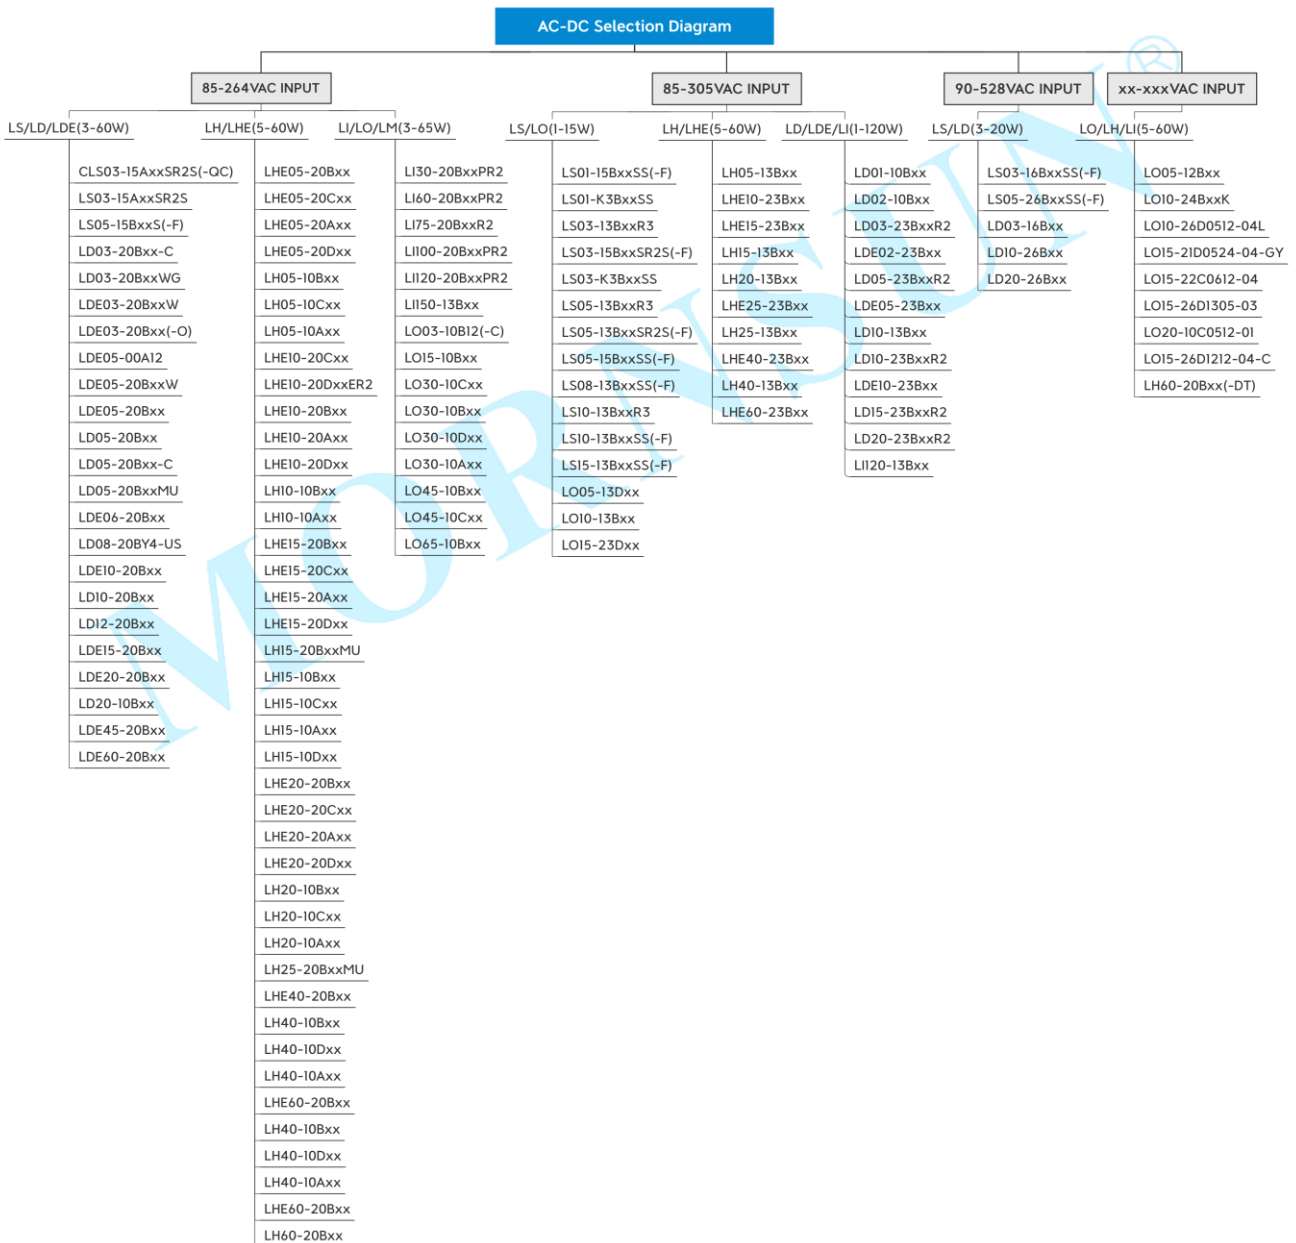 AC-DC Selection Diagram
85-264VAC INPUT
LS/LD/LDE(3-60W)
CLS03-15AxxSR2S(-QC)
LS03-15AxxSR2S
LS05-15BxxS(-F)
LD03-20Bxx-C
LD03-20BxxWG
LDE03-20BxxW
LDE03-20Bxx(-O)
LDE05-00A12
LDE05-20BxxW
LDE05-20Bxx
LD05-20Bxx
LD05-20Bxx-C
LD05-20BxxMU
LDE06-20Bxx
LD08-20BY4-US
LDE10-20Bxx
LD10-20Bxx
LD12-20Bxx
LDE15-20Bxx
LDE20-20Bxx
LD20-10Bxx
LDE45-20Bxx
LDE60-20Bxx
LH/LHE(5-60W)
LHE05-20Bxx
LHE05-20Cxx
LHE05-20Axx
LHE05-20Dxx
LH05-10Bxx
LH05-10Cxx
LH05-10Axx
LHE10-20Cxx
LHE10-20DxxER2
LHE10-20Bxx
LHE10-20Axx
LHE10-20Dxx
LH10-10Bxx
LH10-10Axx
LHE15-20Bxx
LHE15-20Cxx
LHE15-20Axx
LHE15-20Dxx
LH15-20BxxMU
LH15-10Bxx
LH15-10Cxx
LH15-10Axx
LH15-10Dxx
LHE20-20Bxx
LHE20-20Cxx
LHE20-20Axx
LHE20-20Dxx
LH20-10Bxx
LH20-10Cxx
LH20-10Axx
LH25-20BxxMU
LHE40-20Bxx
LH40-10Bxx
LH40-10Dxx
LH40-10Axx
LHE60-20Bxx
LH40-10Bxx
LH40-10Dxx
LH40-10Axx
LHE60-20Bxx
LH60-20Bxx
LI/LO/LM(3-65W)
LI30-20BxxPR2
LI60-20BxxPR2
LI75-20BxxR2
LI100-20BxxPR2
LI120-20BxxPR2
LI150-13Bxx
LO03-10B12(-C)
LO15-10Bxx
LO30-10Cxx
LO30-10Bxx
LO30-10Dxx
LO30-10Axx
LO45-10Bxx
LO45-10Cxx
LO65-10Bxx
85-305VAC INPUT
LS/LO(1-15W)
LS01-15BxxSS(-F)
LS01-K3BxxSS
LS03-13BxxR3
LS03-15BxxSR2S(-F)
LS03-K3BxxSS
LS05-13BxxR3
LS05-13BxxSR2S(-F)
LS05-15BxxSS(-F)
LS08-13BxxSS(-F)
LS10-13BxxR3
LS10-13BxxSS(-F)
LS15-13BxxSS(-F)
LO05-13Dxx
LO10-13Bxx
LO15-23Dxx
LH/LHE(5-60W)
LH05-13Bxx
LHE10-23Bxx
LHE15-23Bxx
LH15-13Bxx
LH20-13Bxx
LHE25-23Bxx
LH25-13Bxx
LHE40-23Bxx
LH40-13Bxx
LHE60-23Bxx
LD/LDE/LI(1-120W)
LD01-10Bxx
LD02-10Bxx
LD03-23BxxR2
LDE02-23Bxx
LD05-23BxxR2
LDE05-23Bxx
LD10-13Bxx
LD10-23BxxR2
LDE10-23Bxx
LD15-23BxxR2
LD20-23BxxR2
LI120-13Bxx
90-528VAC INPUT
LS/LD(3-20W)
LS03-16BxxSS(-F)
LS05-26BxxSS(-F)
LD03-16Bxx
LD10-26Bxx
LD20-26Bxx
xx-xxxVAC INPUT
LO/LH/LI(5-60W)
LO05-12Bxx
LO10-24BxxK
LO10-26D0512-04L
LO15-21D0524-04-GY
LO15-22C0612-04
LO15-26D1305-03
LO20-10C0512-01
LO15-26D1212-04-C
LH60-20Bxx(-DT)
MORNSUN®